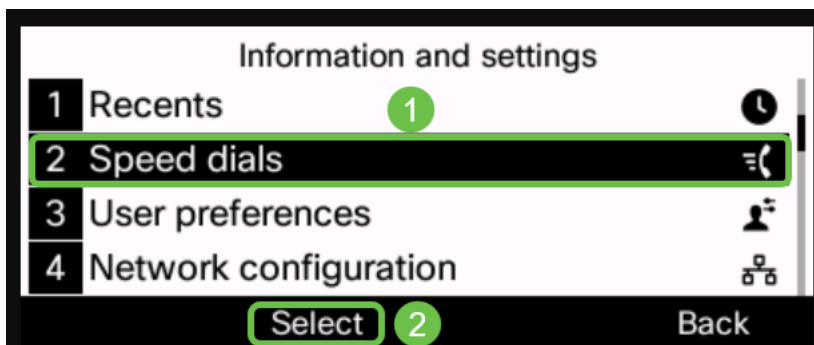 Information and settings
1 Recents 1
2 Speed dials
3 User preferences
4 Network configuration
Select 2 Back